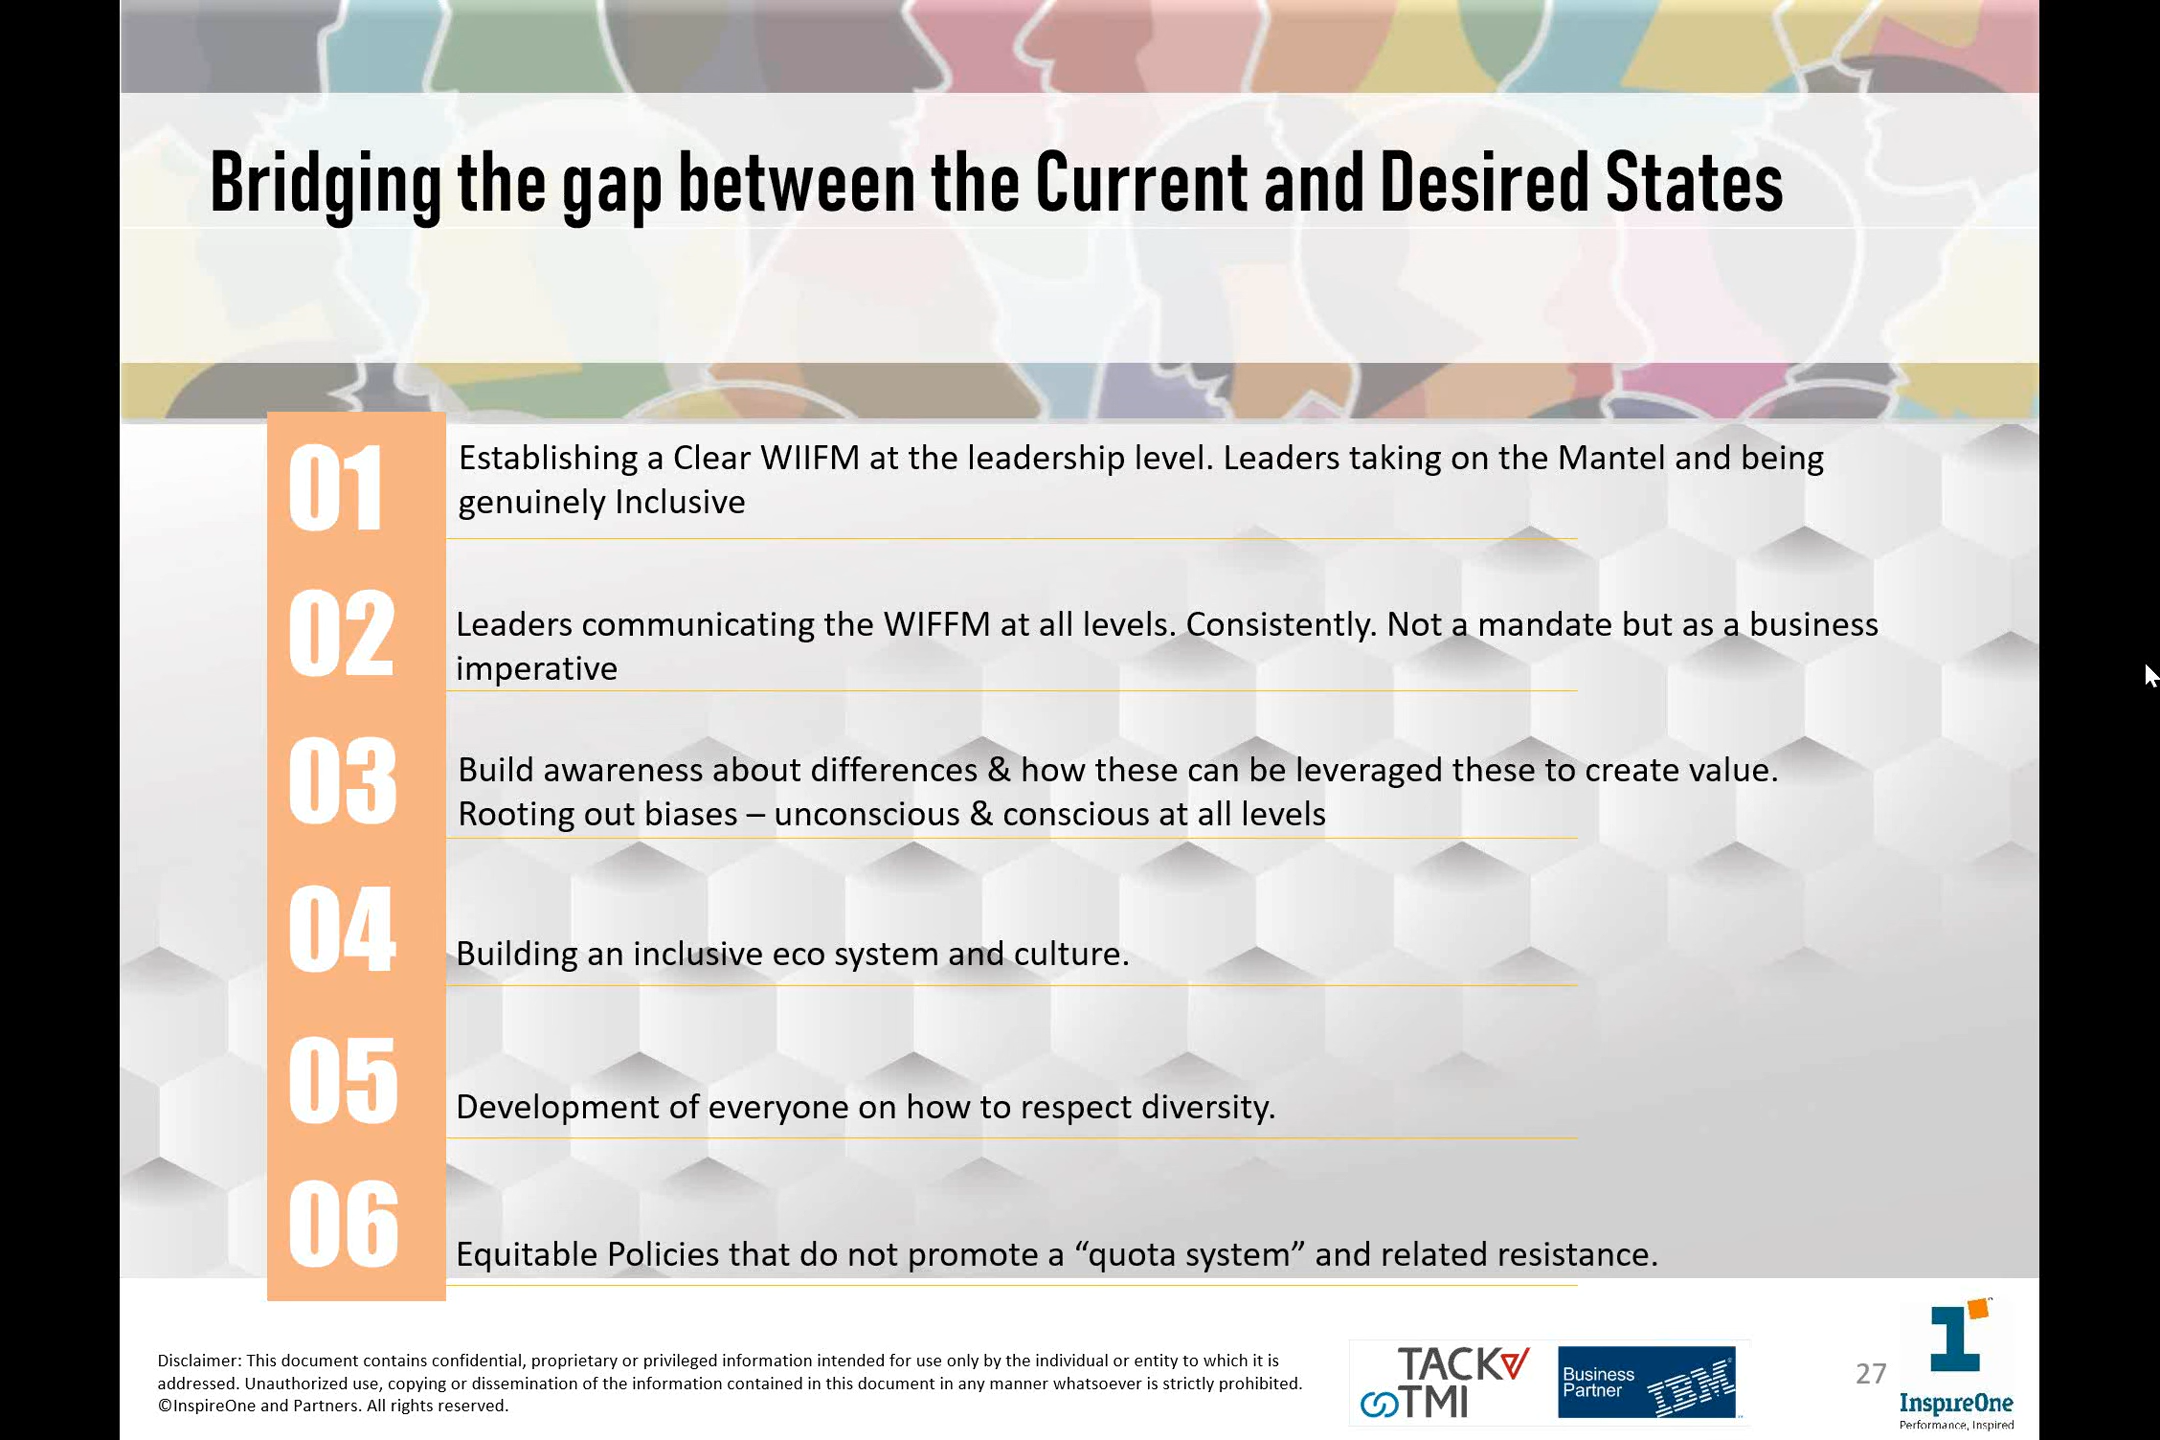 Bridging the gap between the Current and Desired States
01
Establishing a Clear WIIFM at the leadership level. Leaders taking on the Mantel and being
genuinely Inclusive
02
Leaders communicating the WIFFM at all levels. Consistently. Not a mandate but as a business
imperative
03
Build awareness about differences & how these can be leveraged these to create value.
Rooting out biases – unconscious & conscious at all levels
04
Building an inclusive eco system and culture.
05
Development of everyone on how to respect diversity.
06
Equitable Policies that do not promote a “quota system” and related resistance.
Disclaimer: This document contains confidential, proprietary or privileged information intended for use only by the individual or entity to which it is
addressed. Unauthorized use, copying or dissemination of the information contained in this document in any manner whatsoever is strictly prohibited.
©InspireOne and Partners. All rights reserved.
TACK
TMI
Business
Partner
IBM
27
InspireOne
Performance, Inspired